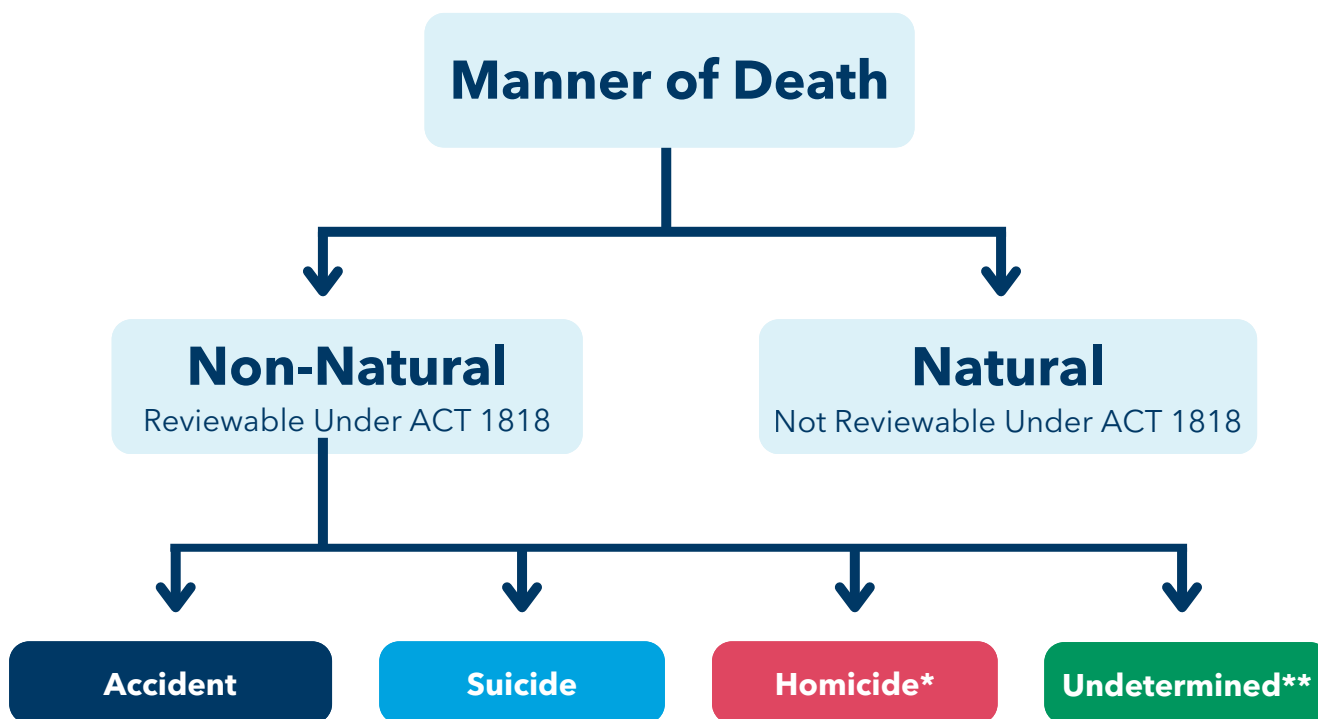 Manner of Death
Non-Natural
Reviewable Under ACT 1818
Natural
Not Reviewable Under ACT 1818
Accident
Suicide
Homicide*
Undetermined**